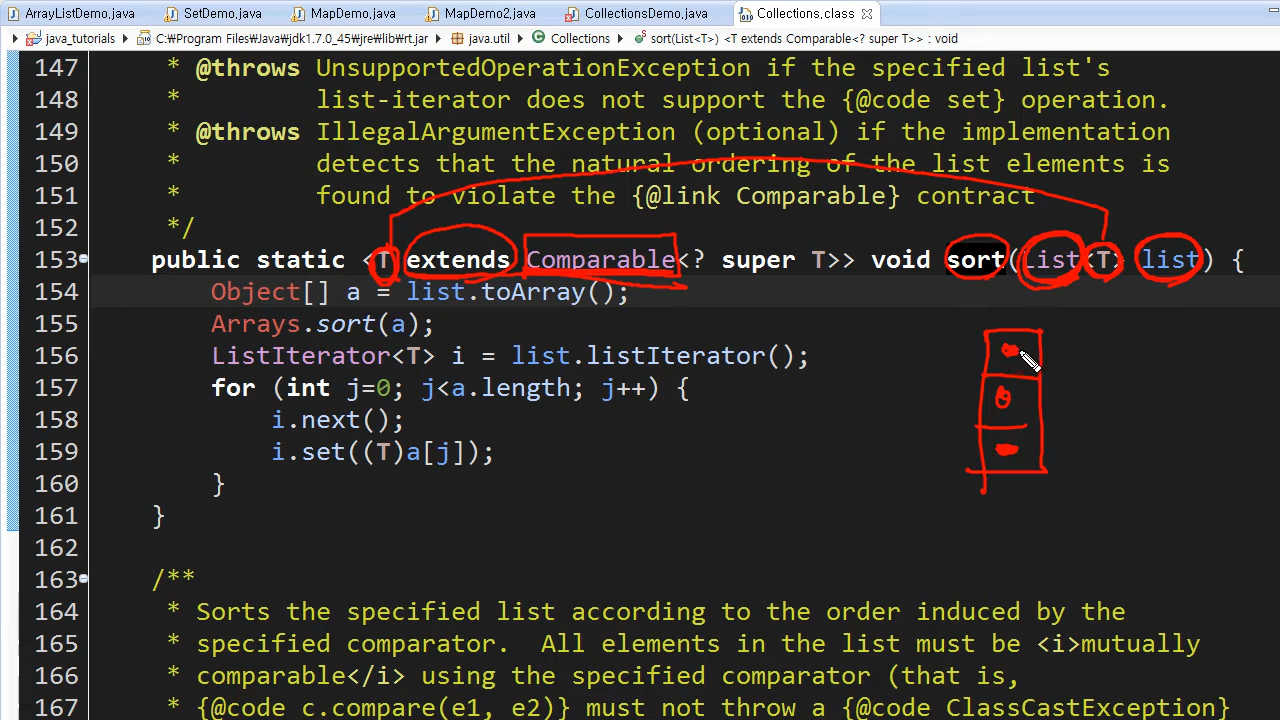 ArrayListDemo.java SetDemo.java MapDemo.java MapDemo2.java CollectionsDemo.java Collections.class
java_tutorials C:₩Program Files₩Java₩jdk1.7.0_45₩jre₩lib₩rt.jar java.util Collections sort(List<T>) <T extends Comparable<? super T>> : void
147 * @throws UnsupportedOperationException if the specified list's
148 * list-iterator does not support the {@code set} operation.
149 * @throws IllegalArgumentException (optional) if the implementation
150 * detects that the natural ordering of the list elements is
151 * found to violate the {@link Comparable} contract
152 */
153 public static <T extends Comparable<? super T>> void sort(List<T> list) {
154 Object[] a = list.toArray();
155 Arrays.sort(a);
156 ListIterator<T> i = list.listIterator();
157 for (int j=0; j<a.length; j++) {
158 i.next();
159 i.set((T)a[j]);
160 }
161 }
162
163 /**
164 * Sorts the specified list according to the order induced by the
165 * specified comparator. All elements in the list must be <i>mutually
166 * comparable</i> using the specified comparator (that is,
167 * {@code c.compare(e1, e2)} must not throw a {@code ClassCastException}